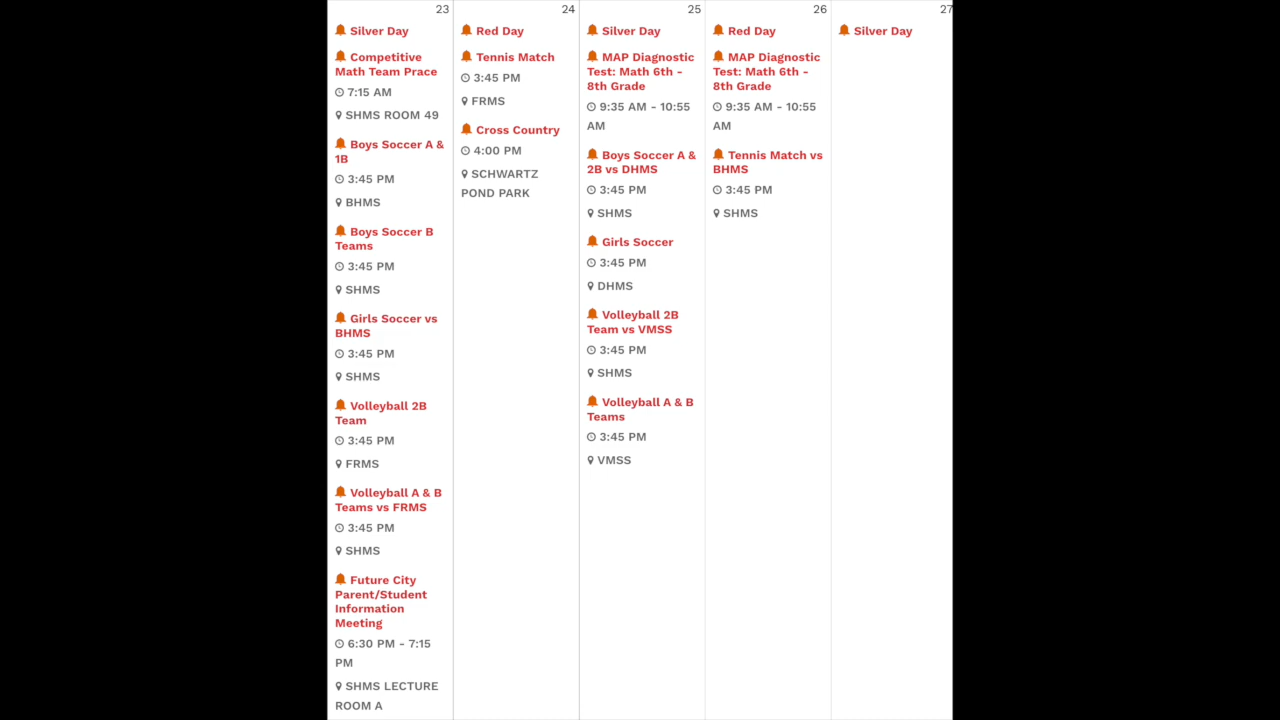 23
Silver Day
Competitive
Math Team Prace
7:15 AM
SHMS ROOM 49
Boys Soccer A &
1B
3:45 PM
BHMS
Boys Soccer B
Teams
3:45 PM
SHMS
Girls Soccer vs
BHMS
3:45 PM
SHMS
Volleyball 2B
Team
3:45 PM
FRMS
Volleyball A & B
Teams vs FRMS
3:45 PM
SHMS
Future City
Parent/Student
Information
Meeting
6:30 PM - 7:15
PM
SHMS LECTURE
ROOM A
24
Red Day
Tennis Match
3:45 PM
FRMS
Cross Country
4:00 PM
SCHWARTZ
POND PARK
25
Silver Day
MAP Diagnostic
Test: Math 6th -
8th Grade
9:35 AM - 10:55
AM
Boys Soccer A &
2B vs DHMS
3:45 PM
SHMS
Girls Soccer
3:45 PM
DHMS
Volleyball 2B
Team vs VMSS
3:45 PM
SHMS
Volleyball A & B
Teams
3:45 PM
VMSS
26
Red Day
MAP Diagnostic
Test: Math 6th -
8th Grade
9:35 AM - 10:55
AM
Tennis Match vs
BHMS
3:45 PM
SHMS
27
Silver Day